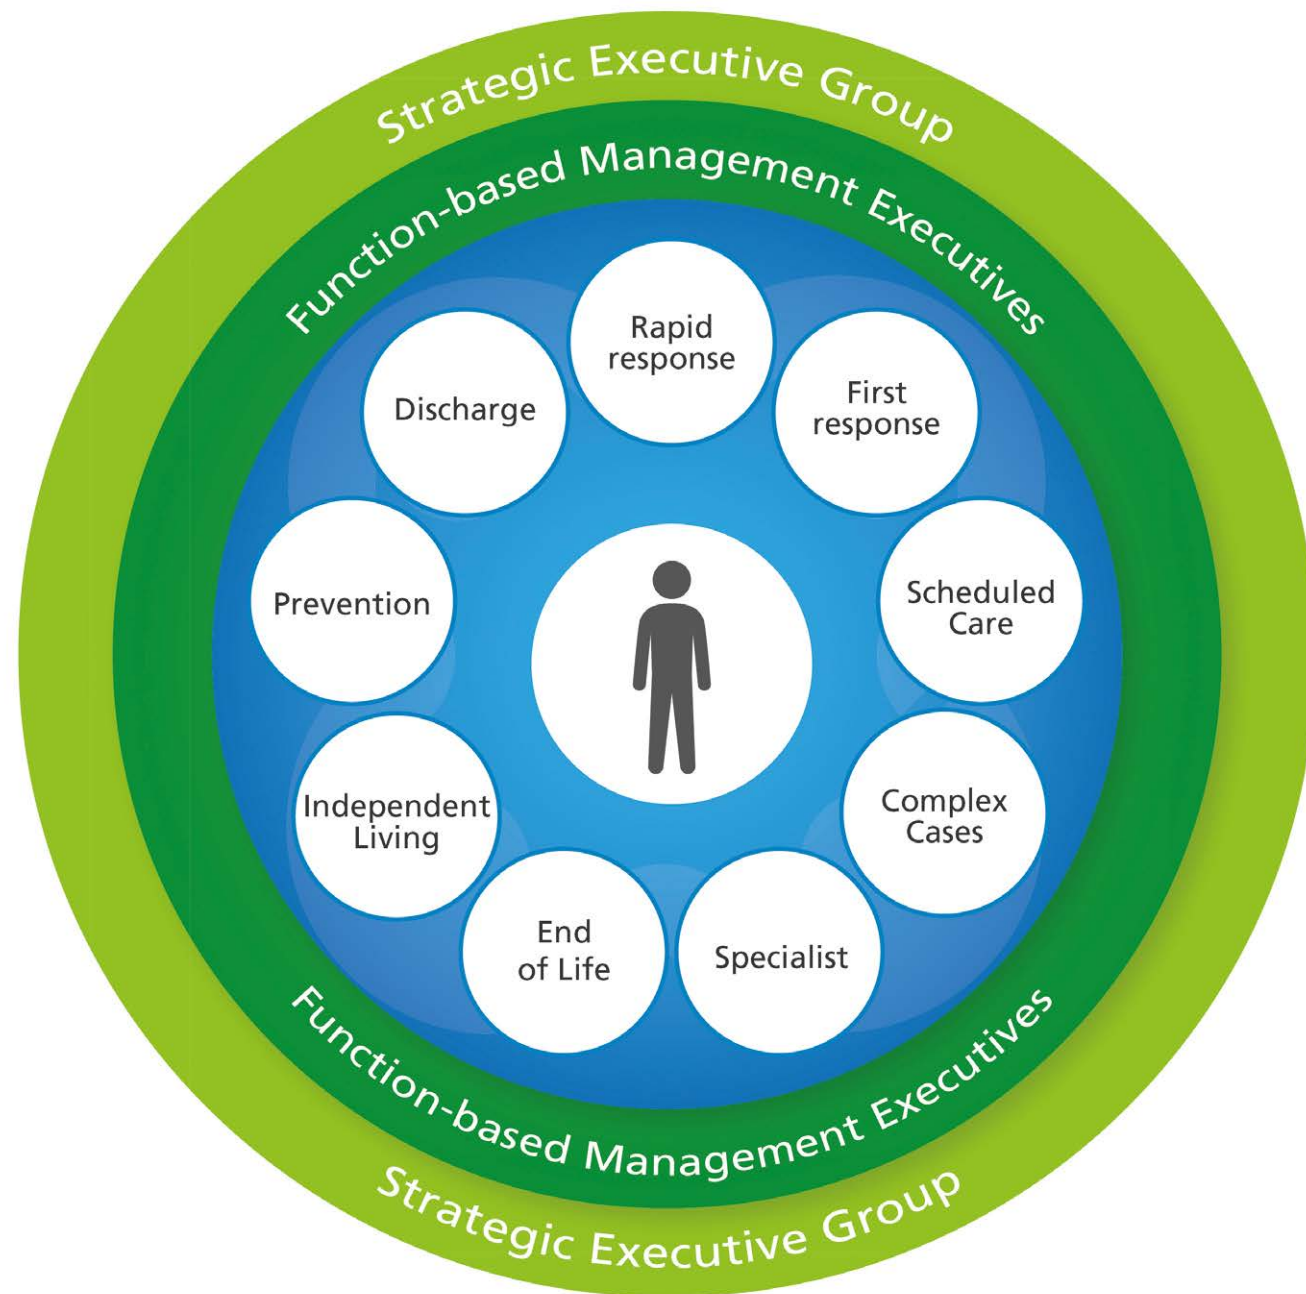 Strategic Executive Group
Function-based Management Executives
Rapid
response
First
response
Discharge
Scheduled
Care
Prevention
Complex
Cases
Independent
Living
End
of Life
Specialist
Function-based Management Executives
Strategic Executive Group